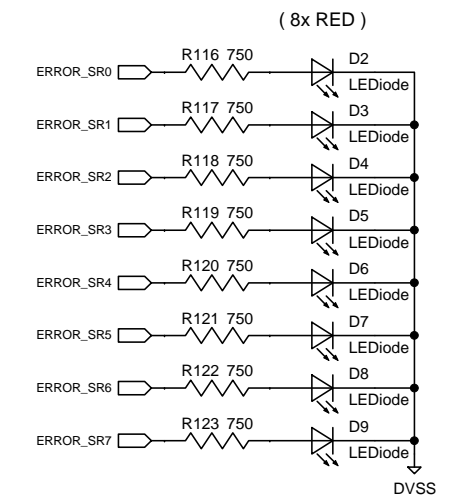 ( 8x RED )
R116 750 D2
ERROR_SR0 LEDiode
R117 750 D3
ERROR_SR1 LEDiode
R118 750 D4
ERROR_SR2 LEDiode
R119 750 D5
ERROR_SR3 LEDiode
R120 750 D6
ERROR_SR4 LEDiode
R121 750 D7
ERROR_SR5 LEDiode
R122 750 D8
ERROR_SR6 LEDiode
R123 750 D9
ERROR_SR7 LEDiode
DVSS